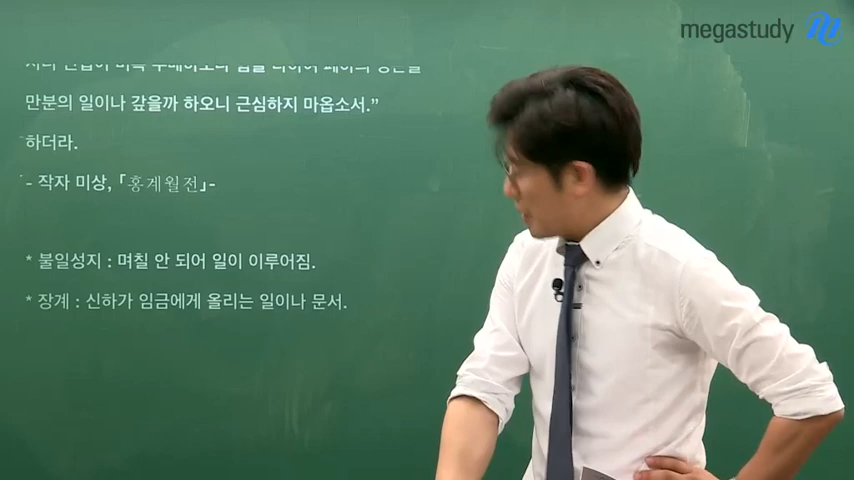 megastudy
만분의 일이나 갚을까 하오니 근심하지 마옵소서.”
하더라.
- 작자 미상, 「홍계월전」-
* 불일성지 : 며칠 안 되어 일이 이루어짐.
* 장계 : 신하가 임금에게 올리는 일이나 문서.